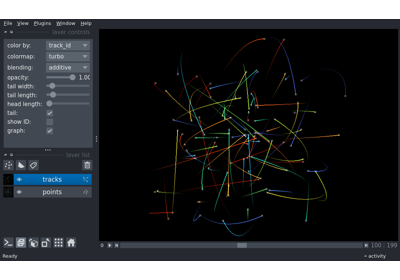 File View Plugins Window Help
layer controls
color by: track_id
colormap: turbo
blending: additive
opacity: 1.00
tail width:
tail length:
head length:
tail:
show ID:
graph:
layer list
tracks
points
0
100 199
Ready
activity